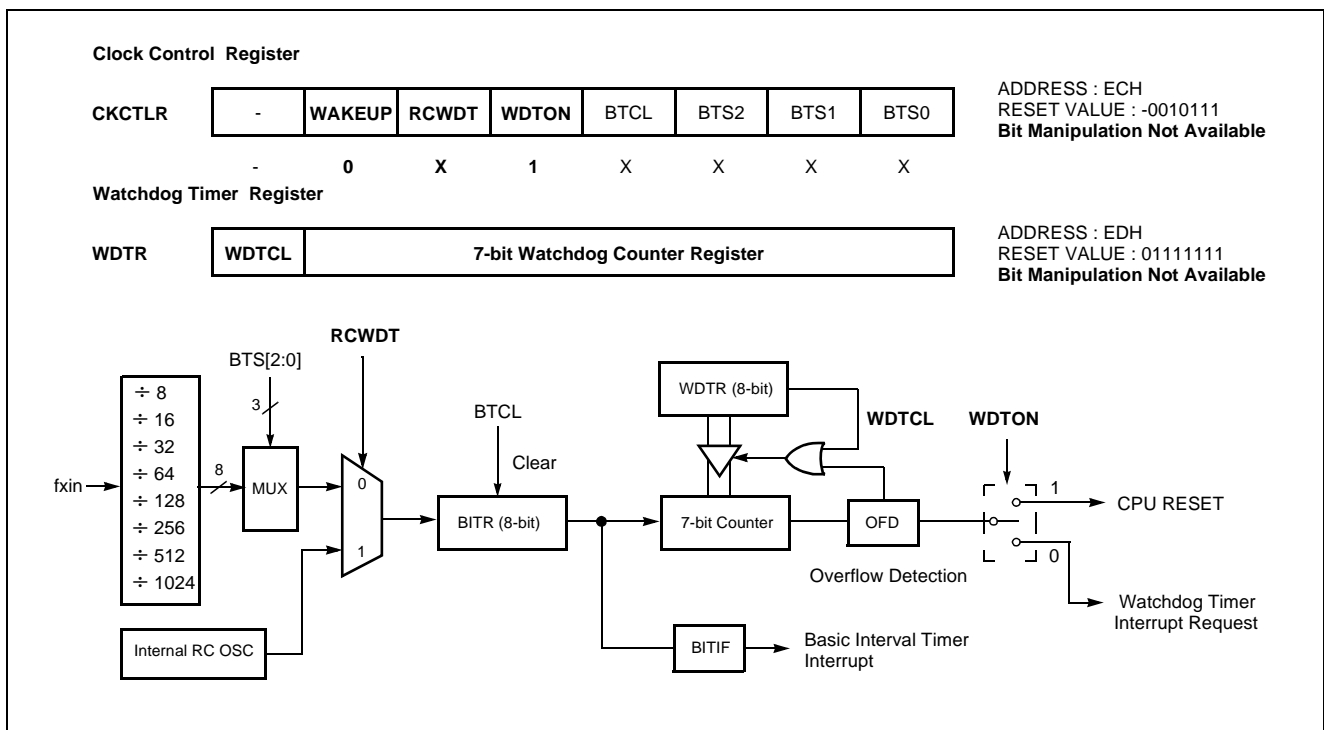 Clock Control Register
CKCTLR - WAKEUP RCWDT WDTON BTCL BTS2 BTS1 BTS0
ADDRESS : ECH
RESET VALUE : -0010111
Bit Manipulation Not Available
- 0 X 1 X X X X
Watchdog Timer Register
WDTR WDTCL 7-bit Watchdog Counter Register
ADDRESS : EDH
RESET VALUE : 01111111
Bit Manipulation Not Available
RCWDT
BTS[2:0]
3
fxin
÷ 8
÷ 16
÷ 32
÷ 64
÷ 128
÷ 256
÷ 512
÷ 1024
8
MUX
0
1
Internal RC OSC
BTCL
Clear
BITR (8-bit)
WDTR (8-bit)
WDTCL
WDTON
7-bit Counter
OFD
Overflow Detection
1
CPU RESET
0
Watchdog Timer
Interrupt Request
BITIF
Basic Interval Timer
Interrupt